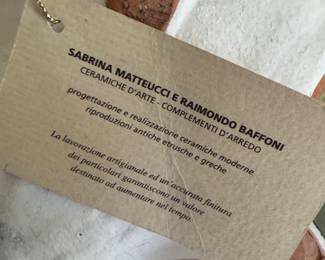 SABRINA MATTEUCCI E RAIMONDO BAFFONI
CERAMICHE D'ARTE - COMPLEMENTI D'ARREDO
progettazione e realizzazione ceramiche moderne
riproduzioni antiche etrusche e greche
La lavorazione artigianale ed un accurata finitura
dei particolari garantiscono un valore
destinato ad aumentare nel tempo.